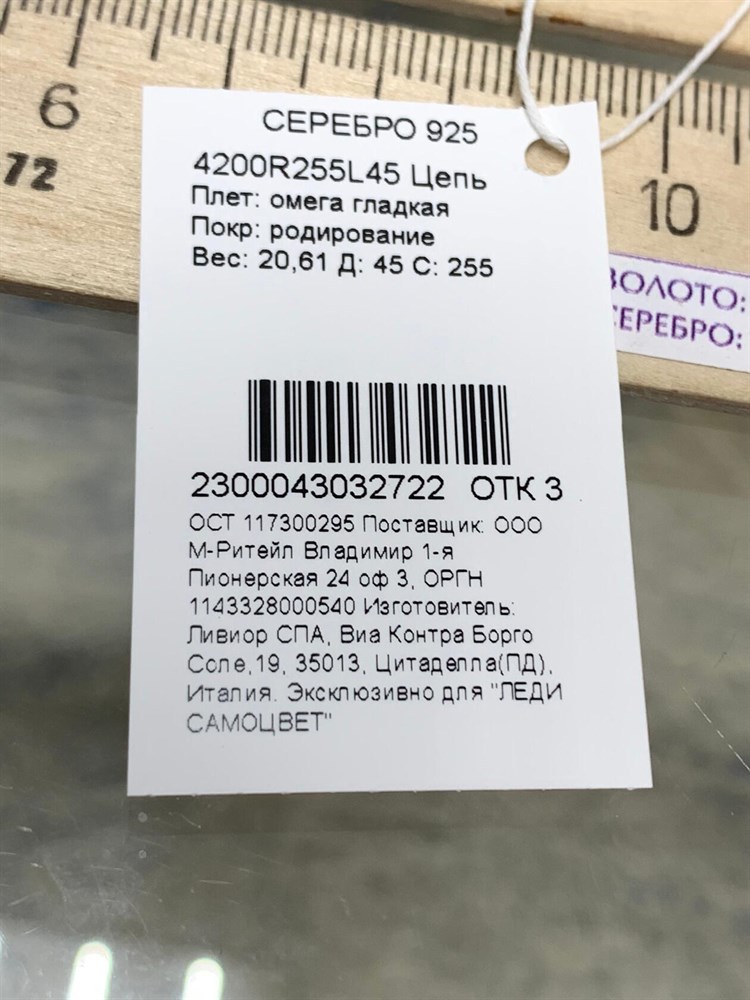 6
10
72
СЕРЕБРО 925
4200R255L45 Цепь
Плет: омега гладкая
Покр: родирование
Вес: 20,61 Д: 45 С: 255
2300043032722 ОТК 3
ОСТ 117300295 Поставщик: ООО
М-Ритейл Владимир 1-я
Пионерская 24 оф 3, ОРГН
1143328000540 Изготовитель:
Ливиор СПА, Виа Контра Борго
Соле,19, 35013, Цитаделла(ПД),
Италия. Эксклюзивно для "ЛЕДИ
САМОЦВЕТ"
ЗОЛОТО:
СЕРЕБРО: